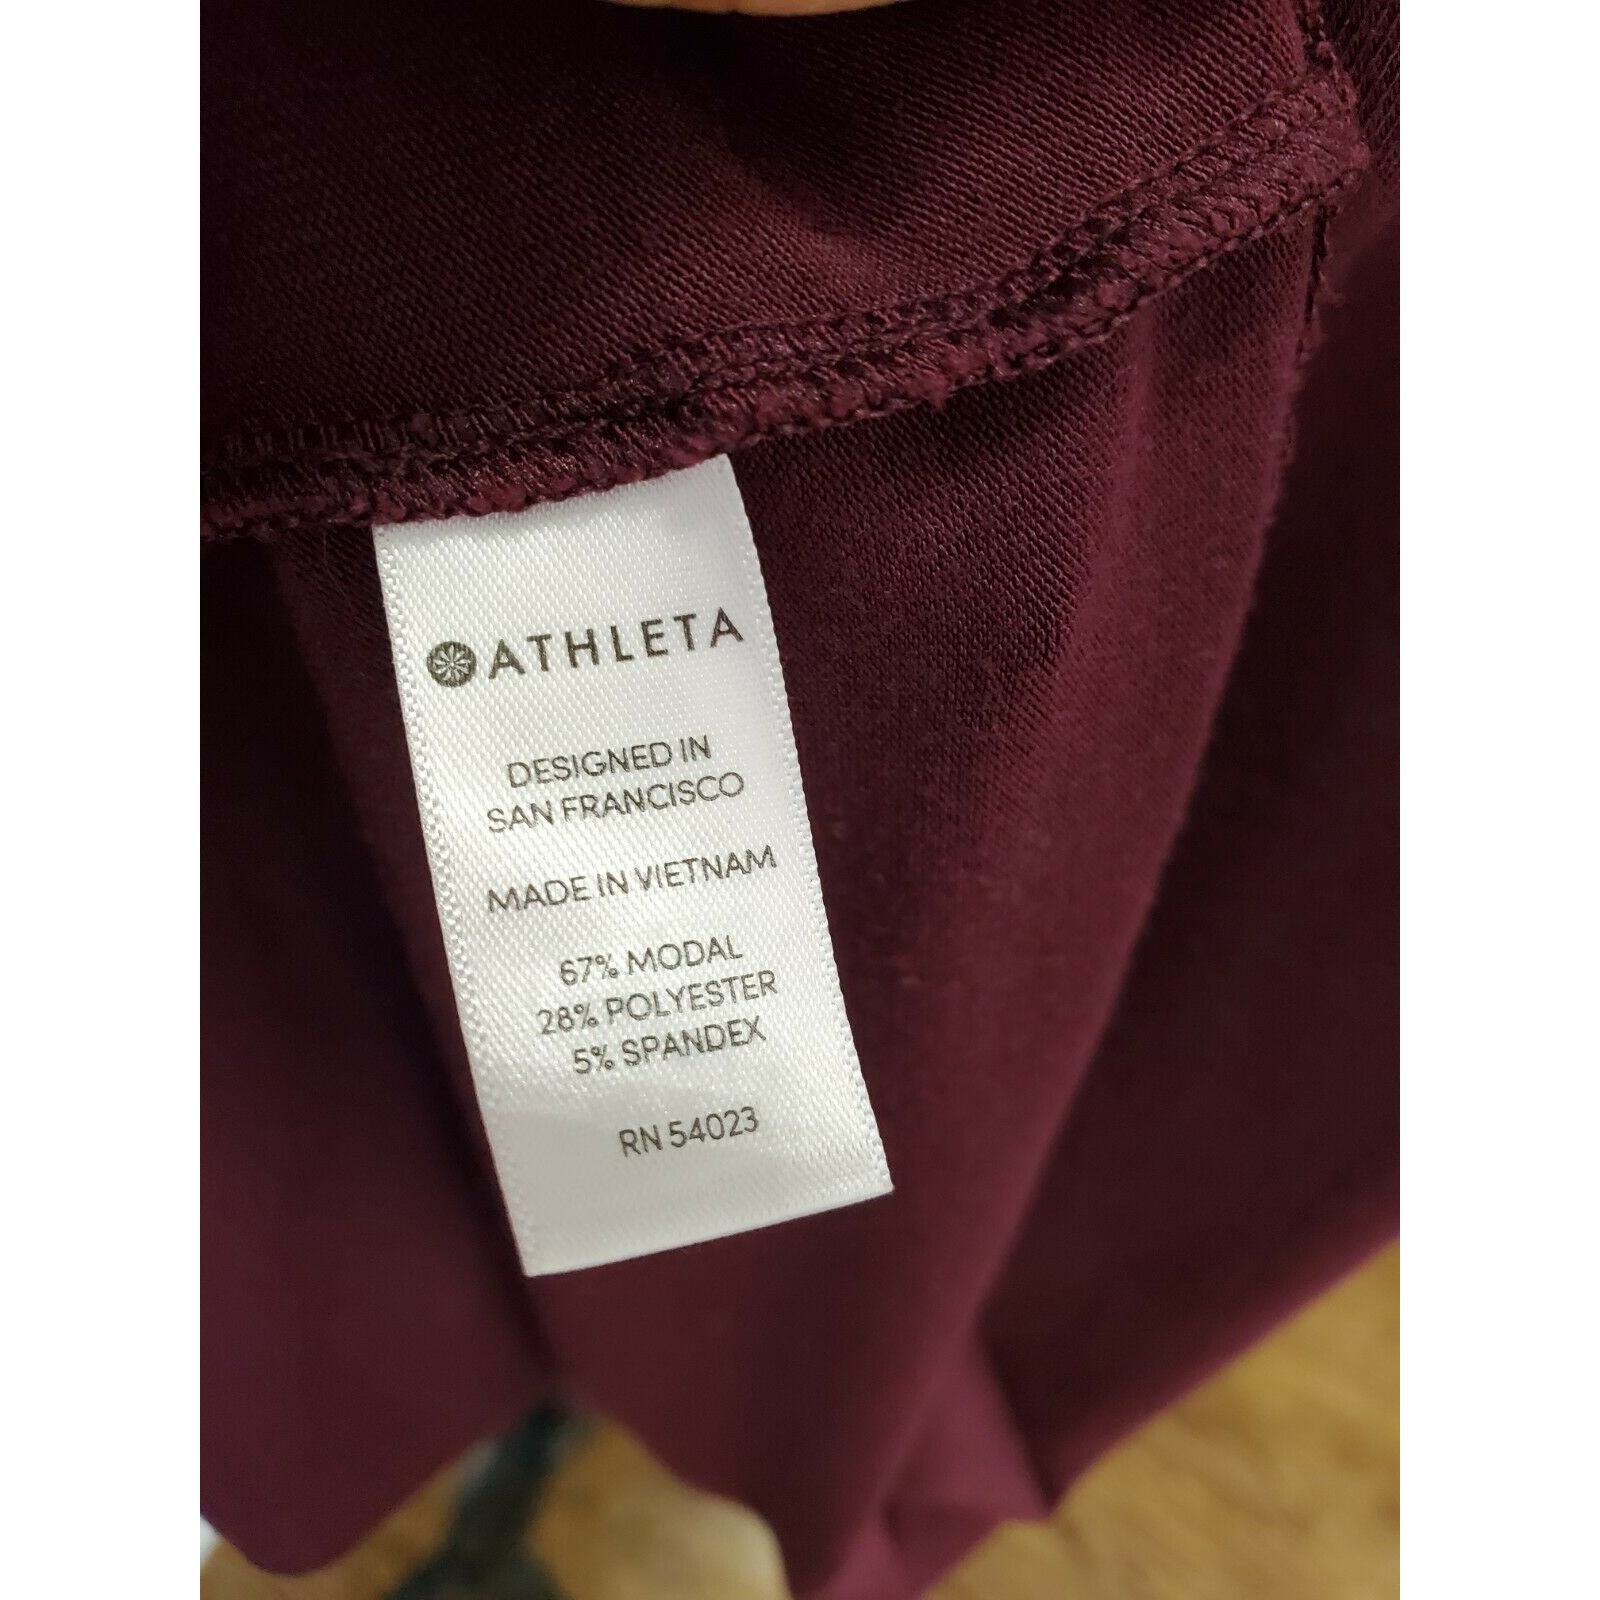 ATHLETA
DESIGNED IN
SAN FRANCISCO
MADE IN VIETNAM
67% MODAL
28% POLYESTER
5% SPANDEX
RN 54023